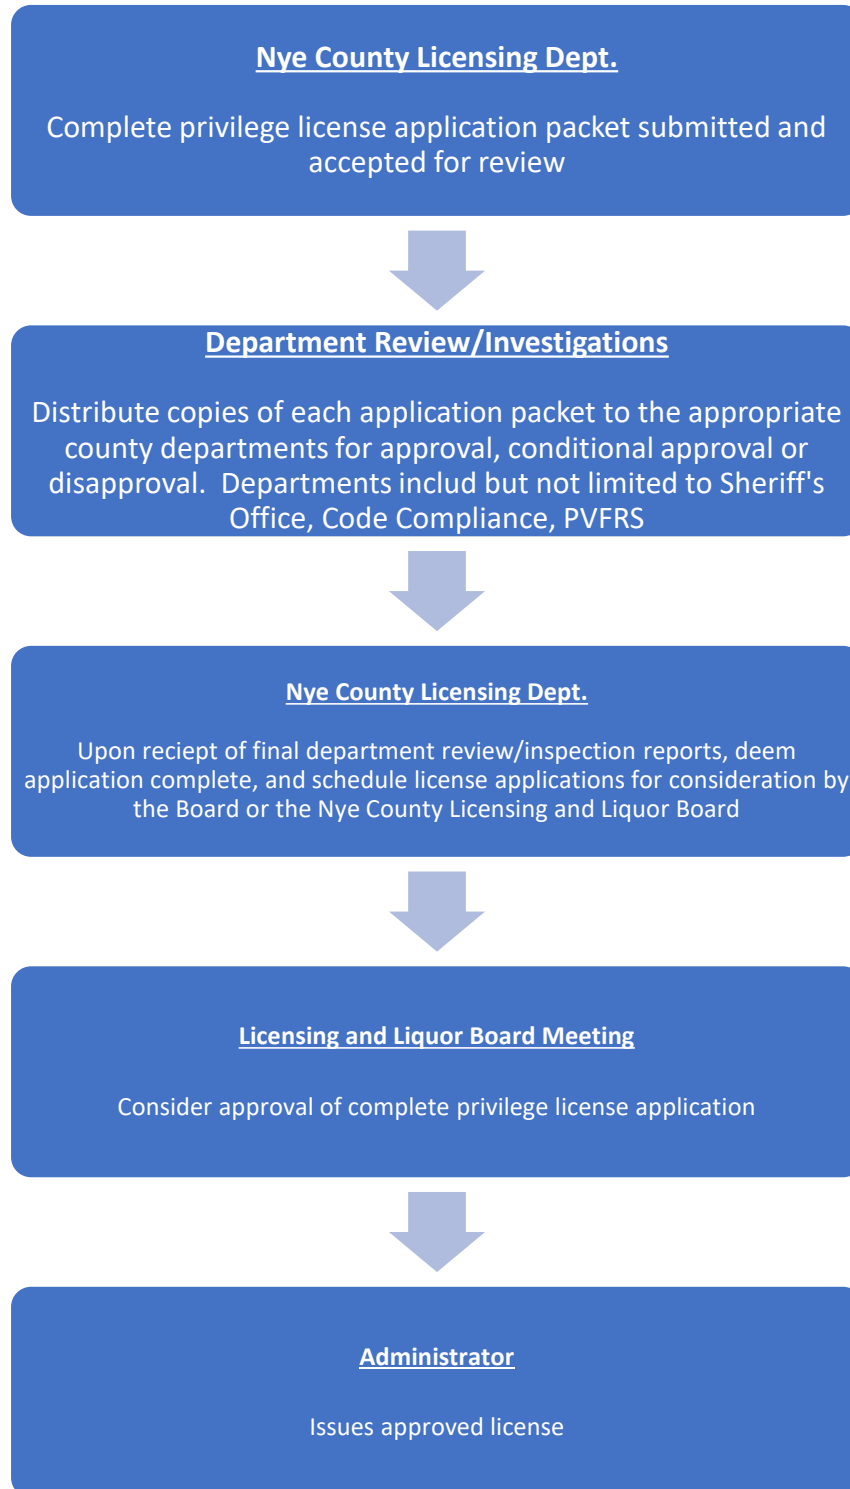 Nye County Licensing Dept.
Complete privilege license application packet submitted and
accepted for review
Department Review/Investigations
Distribute copies of each application packet to the appropriate
county departments for approval, conditional approval or
disapproval.  Departments includ but not limited to Sheriff's
Office, Code Compliance, PVFRS
Nye County Licensing Dept.
Upon reciept of final department review/inspection reports, deem
application complete, and schedule license applications for consideration by
the Board or the Nye County Licensing and Liquor Board
Licensing and Liquor Board Meeting
Consider approval of complete privilege license application
Administrator
Issues approved license